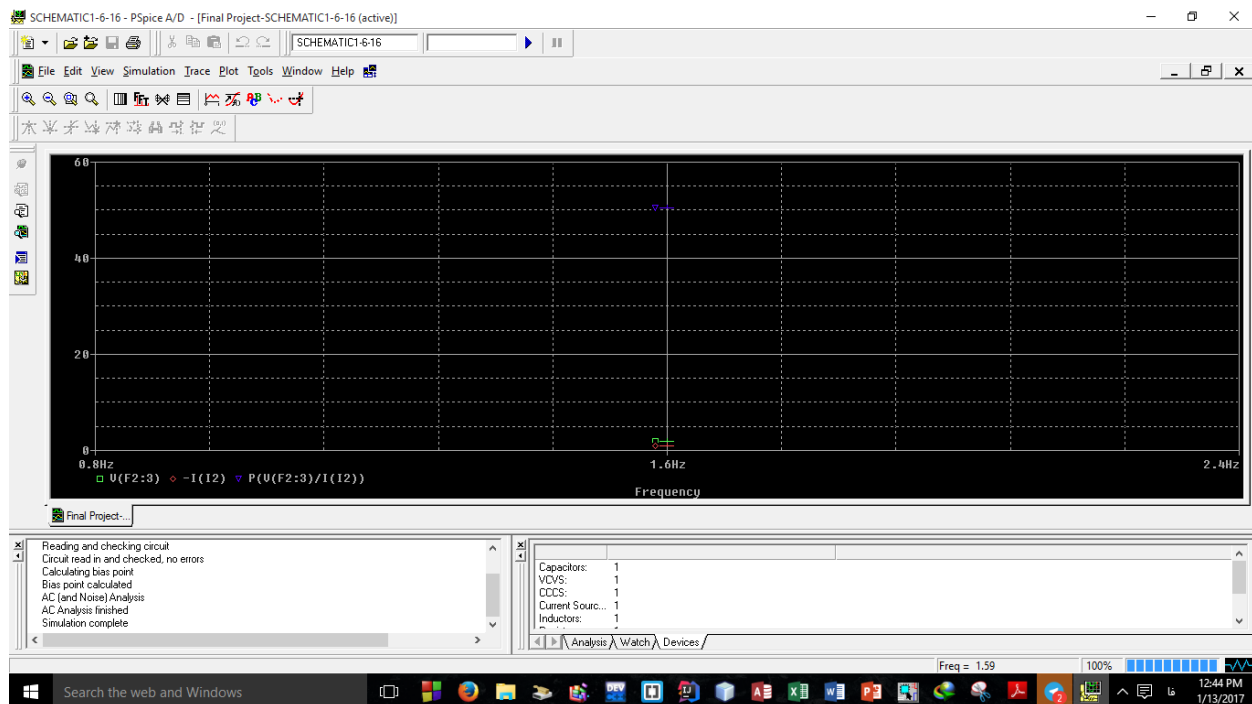 SCHEMATIC1-6-16 - PSpice A/D - [Final Project-SCHEMATIC1-6-16 (active)]
SCHEMATIC1-6-16
File Edit View Simulation Trace Plot Tools Window Help
60
40
20
0
0.8Hz 1.6Hz 2.4Hz
V(F2:3) -I(I2) P(V(F2:3)/I(I2))
Frequency
Final Project-...
Reading and checking circuit
Circuit read in and checked, no errors
Calculating bias point
Bias point calculated
AC (and Noise) Analysis
AC Analysis finished
Simulation complete
Capacitors: 1
VCVS: 1
CCCS: 1
Current Sourc... 1
Inductors: 1
Analysis Watch Devices
Freq = 1.59 100%
Search the web and Windows
DEV
2
فا
12:44 PM
1/13/2017